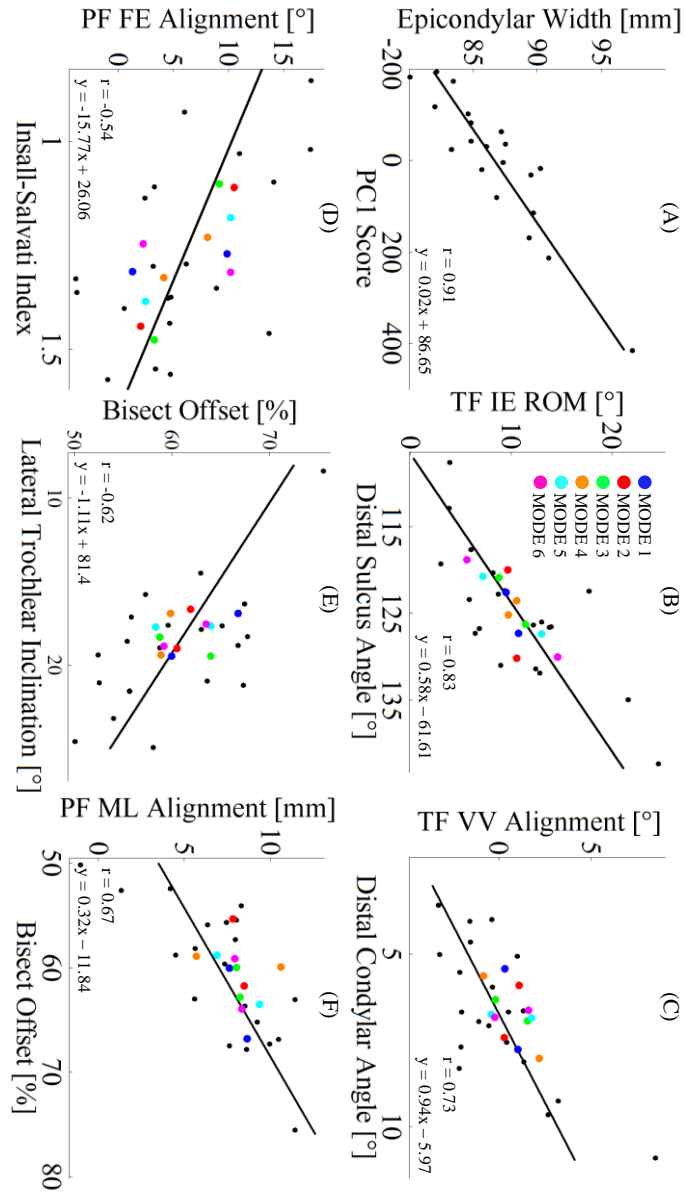 (A)
Epicondylar Width [mm]
95
90
85
r = 0.91
y = 0.02x + 86.65
-200 0 200 400
PC1 Score
(B)
TF IE ROM [°]
20
10
0
MODE 1
MODE 2
MODE 3
MODE 4
MODE 5
MODE 6
r = 0.83
y = 0.58x − 61.61
115 125 135
Distal Sulcus Angle [°]
(C)
TF VV Alignment [°]
5
0
r = 0.73
y = 0.94x − 5.97
5 10
Distal Condylar Angle [°]
(D)
PF FE Alignment [°]
15
10
5
0
r = -0.54
y = -15.77x + 26.06
1 1.5
Insall-Salvati Index
(E)
Bisect Offset [%]
70
60
50
r = -0.62
y = -1.11x + 81.4
10 20
Lateral Trochlear Inclination [°]
(F)
PF ML Alignment [mm]
10
5
0
r = 0.67
y = 0.32x − 11.84
50 60 70 80
Bisect Offset [%]